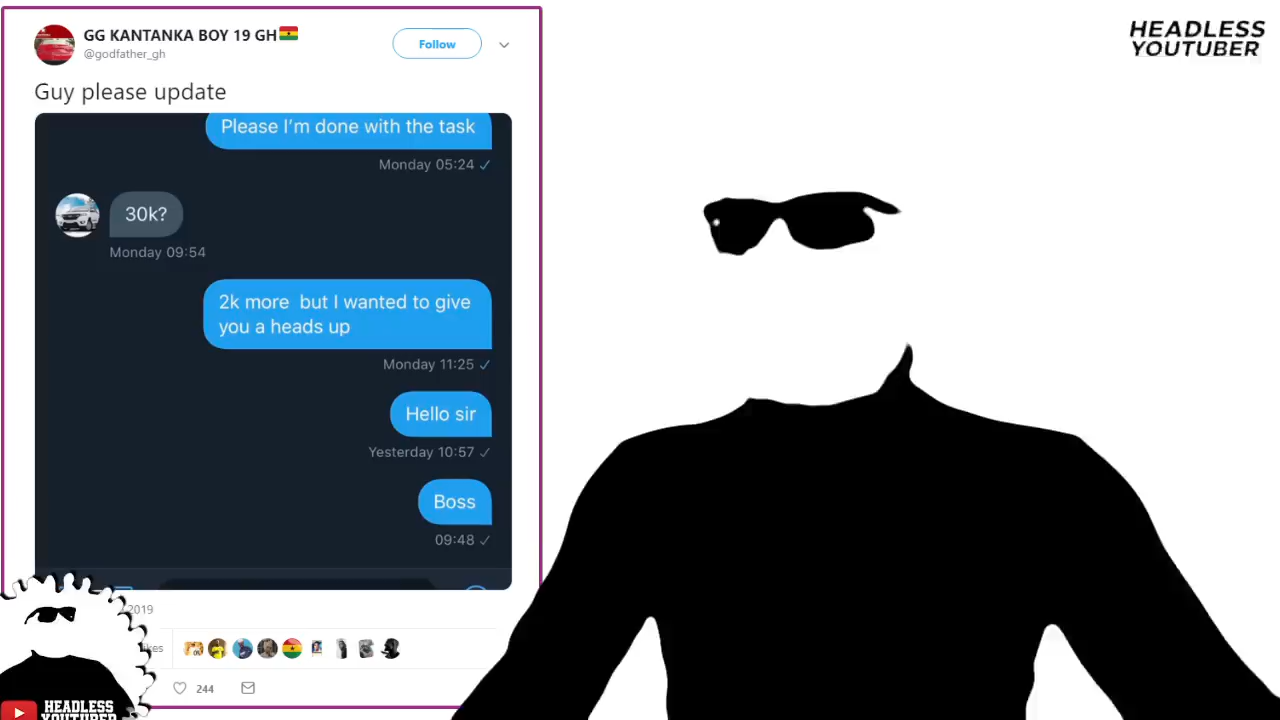 GG KANTANKA BOY 19 GH
@godfather_gh
Follow
Guy please update
Please I'm done with the task
Monday 05:24 ✓
30k?
Monday 09:54
2k more  but I wanted to give
you a heads up
Monday 11:25 ✓
Hello sir
Yesterday 10:57 ✓
Boss
09:48 ✓
2019
244
HEADLESS
YOUTUBER
HEADLESS
YOUTUBER